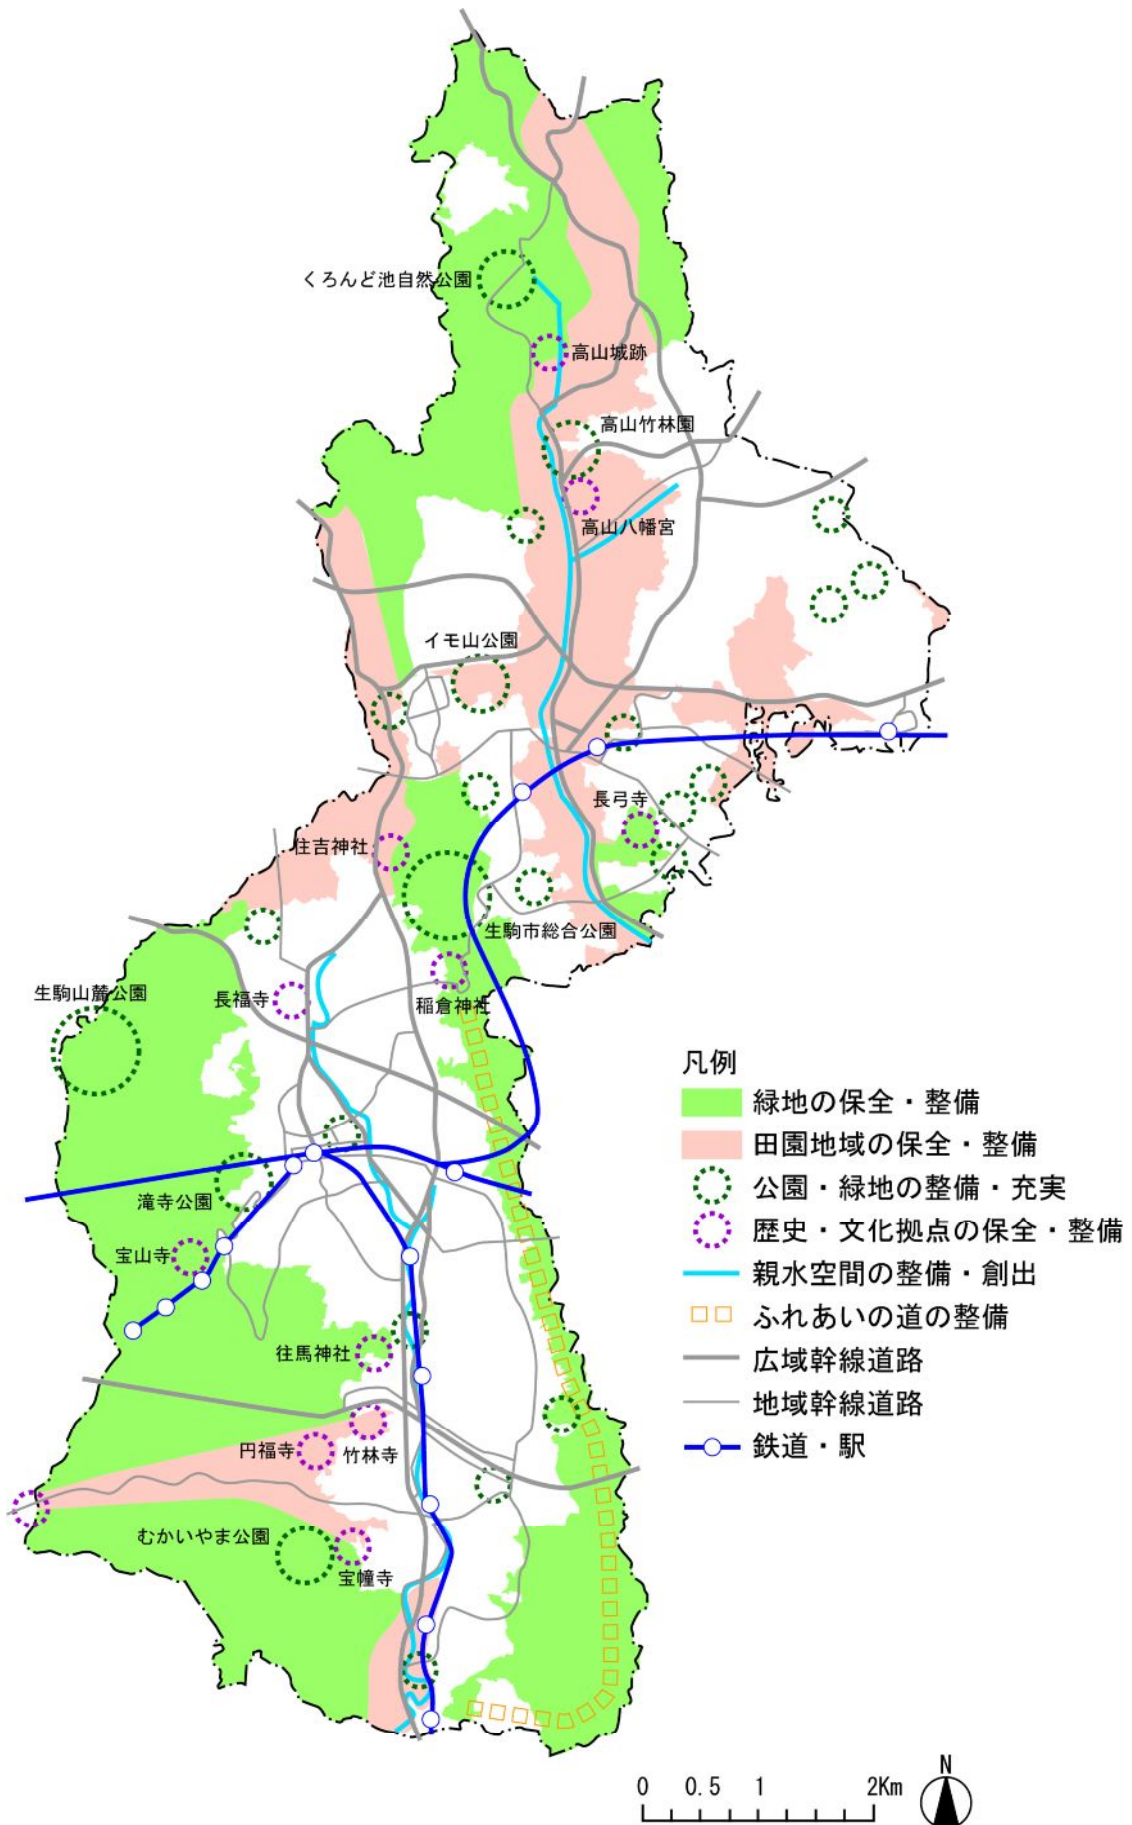 くろんど池自然公園
高山城跡
高山竹林園
高山八幡宮
イモ山公園
長弓寺
住吉神社
生駒市総合公園
生駒山麓公園
長福寺
稲倉神社
滝寺公園
宝山寺
往馬神社
円福寺
竹林寺
むかいやま公園
宝幢寺
凡例
緑地の保全・整備
田園地域の保全・整備
公園・緑地の整備・充実
歴史・文化拠点の保全・整備
親水空間の整備・創出
ふれあいの道の整備
広域幹線道路
地域幹線道路
鉄道・駅
0 0.5 1 2Km
N